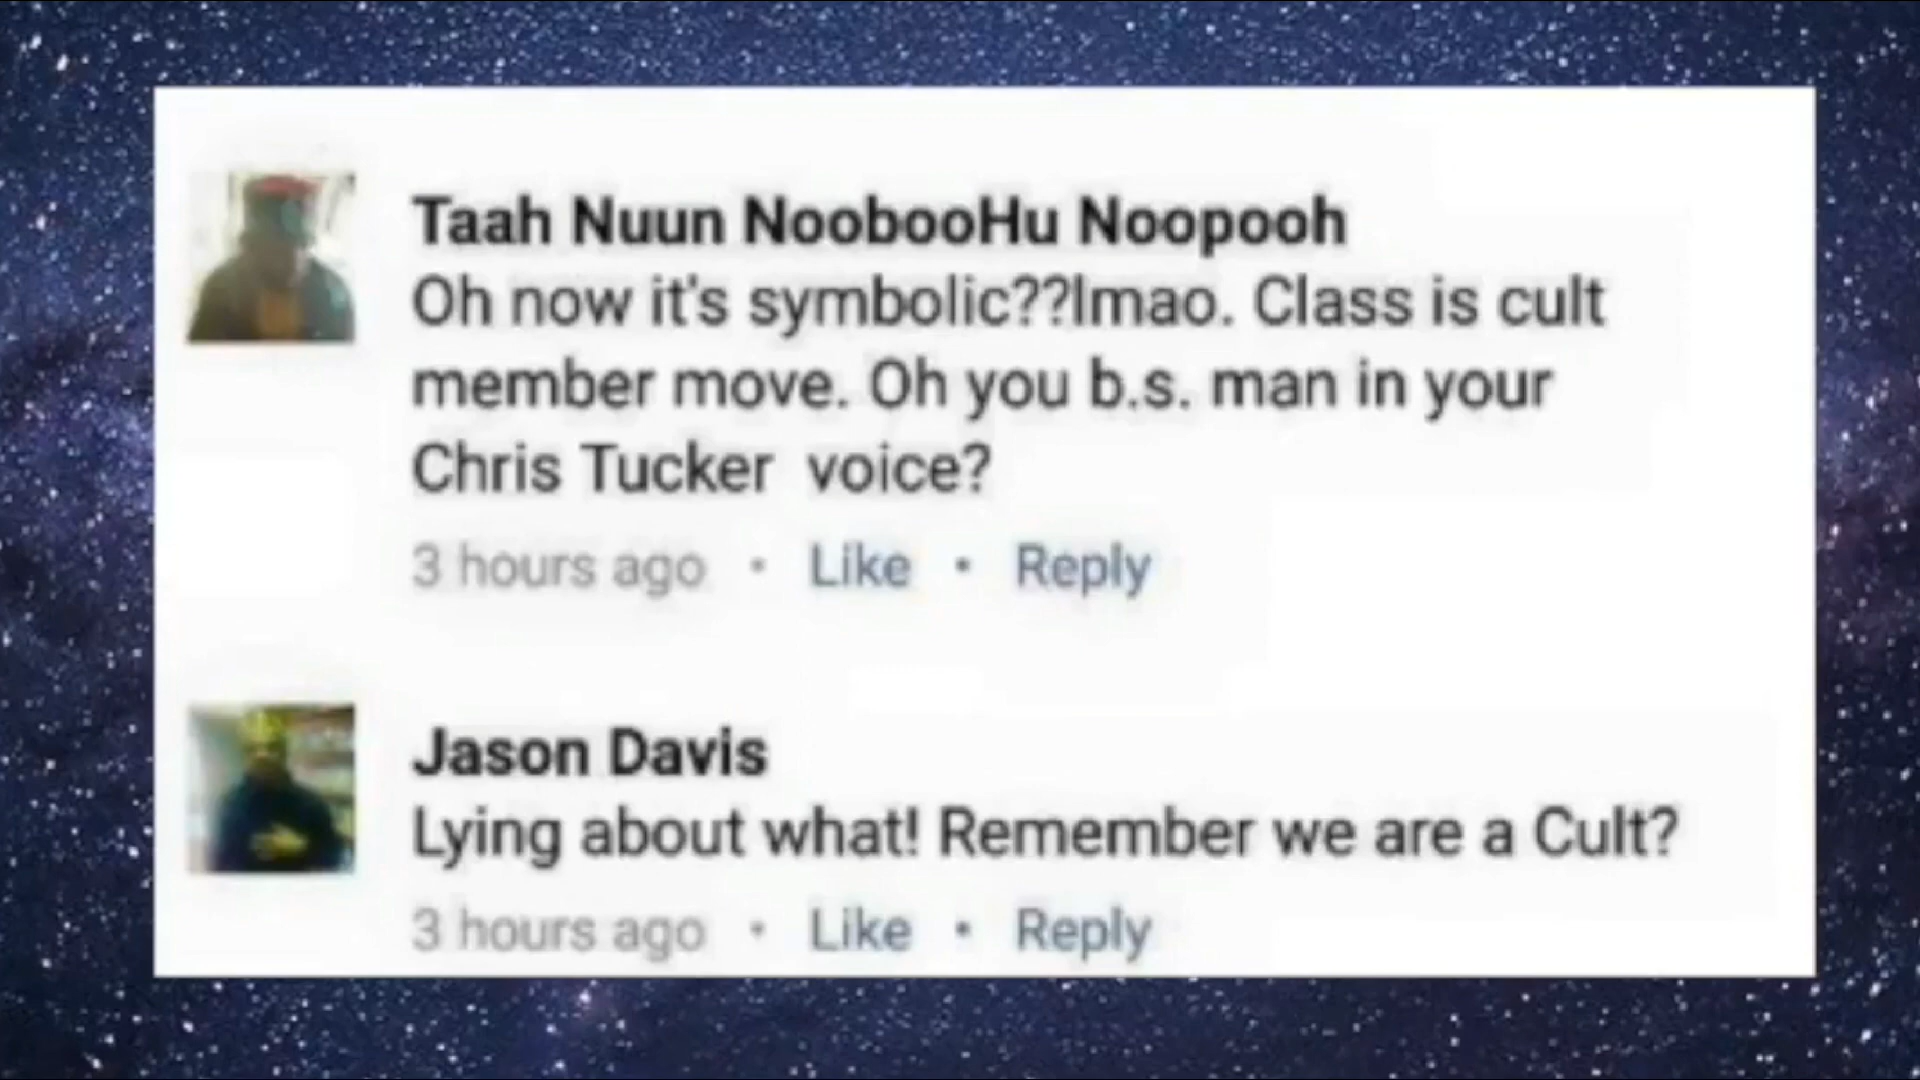 Taah Nuun NoobooHu Noopooh
Oh now it's symbolic??lmao. Class is cult
member move. Oh you b.s. man in your
Chris Tucker voice?
3 hours ago • Like • Reply
Jason Davis
Lying about what! Remember we are a Cult?
3 hours ago • Like • Reply